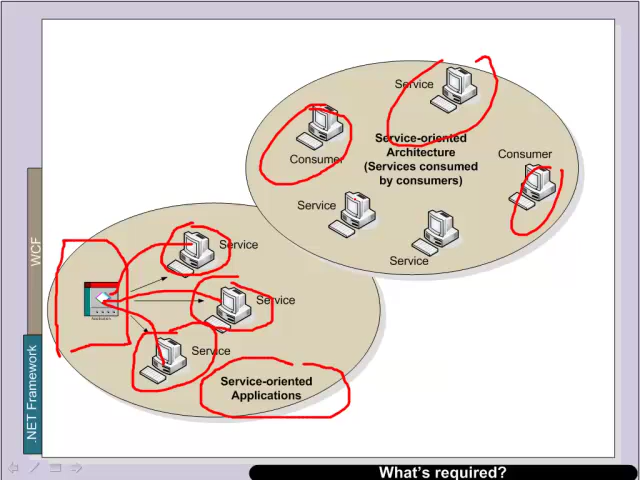 Service
Consumer
Service-oriented
Architecture
(Services consumed
by consumers)
Consumer
Service
Service
WCF
Service
Service
Service
Service-oriented
Applications
.NET Framework
What's required?